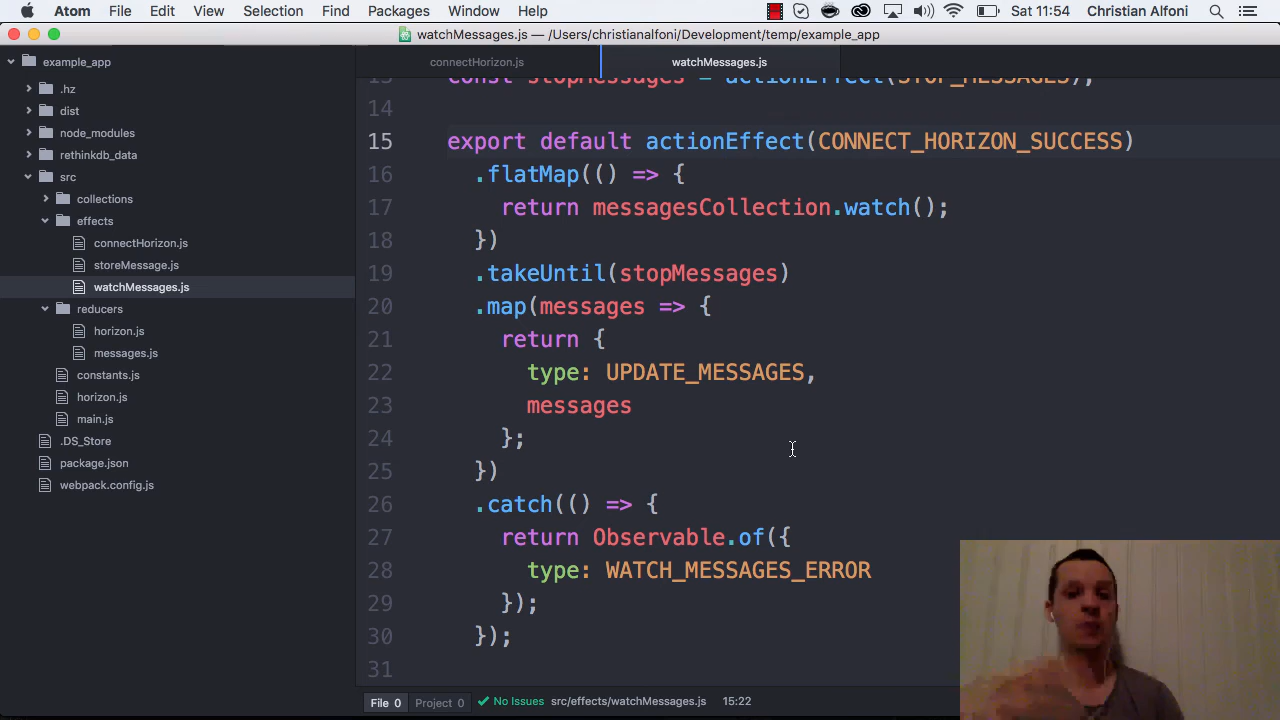 Atom File Edit View Selection Find Packages Window Help Sat 11:54 Christian Alfoni
watchMessages.js — /Users/christianalfoni/Development/temp/example_app
example_app
.hz
dist
node_modules
rethinkdb_data
src
collections
effects
connectHorizon.js
storeMessage.js
watchMessages.js
reducers
horizon.js
messages.js
constants.js
horizon.js
main.js
.DS_Store
package.json
webpack.config.js
connectHorizon.js watchMessages.js
13 const stopMessages = actionEffect(STOP_MESSAGES);
14
15 export default actionEffect(CONNECT_HORIZON_SUCCESS)
16 .flatMap(() => {
17 return messagesCollection.watch();
18 })
19 .takeUntil(stopMessages)
20 .map(messages => {
21 return {
22 type: UPDATE_MESSAGES,
23 messages
24 };
25 })
26 .catch(() => {
27 return Observable.of({
28 type: WATCH_MESSAGES_ERROR
29 });
30 });
31
File 0 Project 0 No Issues src/effects/watchMessages.js 15:22